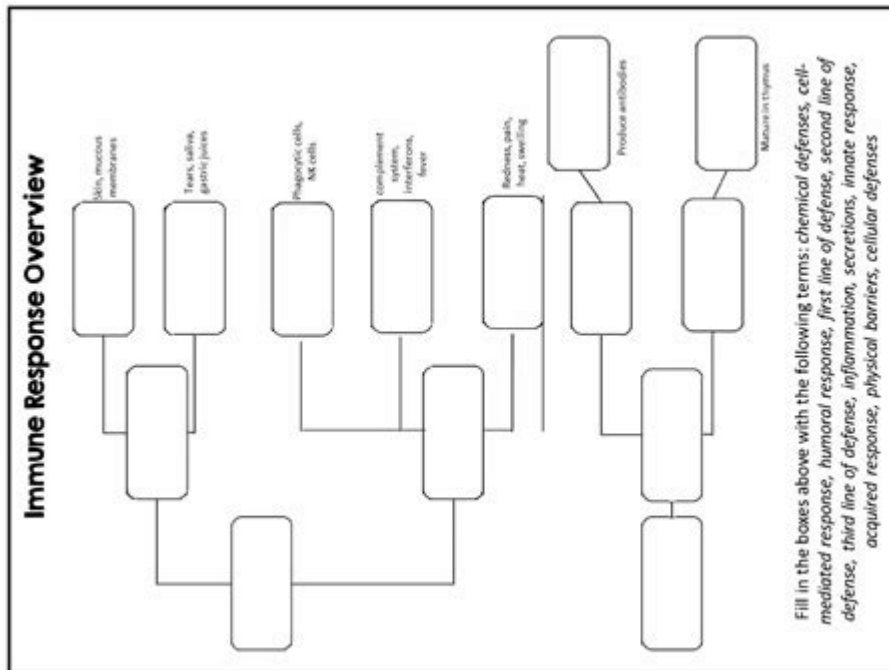 Immune Response Overview
Skin, mucous
membranes
Tears, saliva,
gastric juices
Phagocytic cells,
NK cells
complement
system,
interferons,
fever
Redness, pain,
heat, swelling
Produce antibodies
Mature in thymus
Fill in the boxes above with the following terms: chemical defenses, cell-
mediated response, humoral response, first line of defense, second line of
defense, third line of defense, inflammation, secretions, innate response,
acquired response, physical barriers, cellular defenses